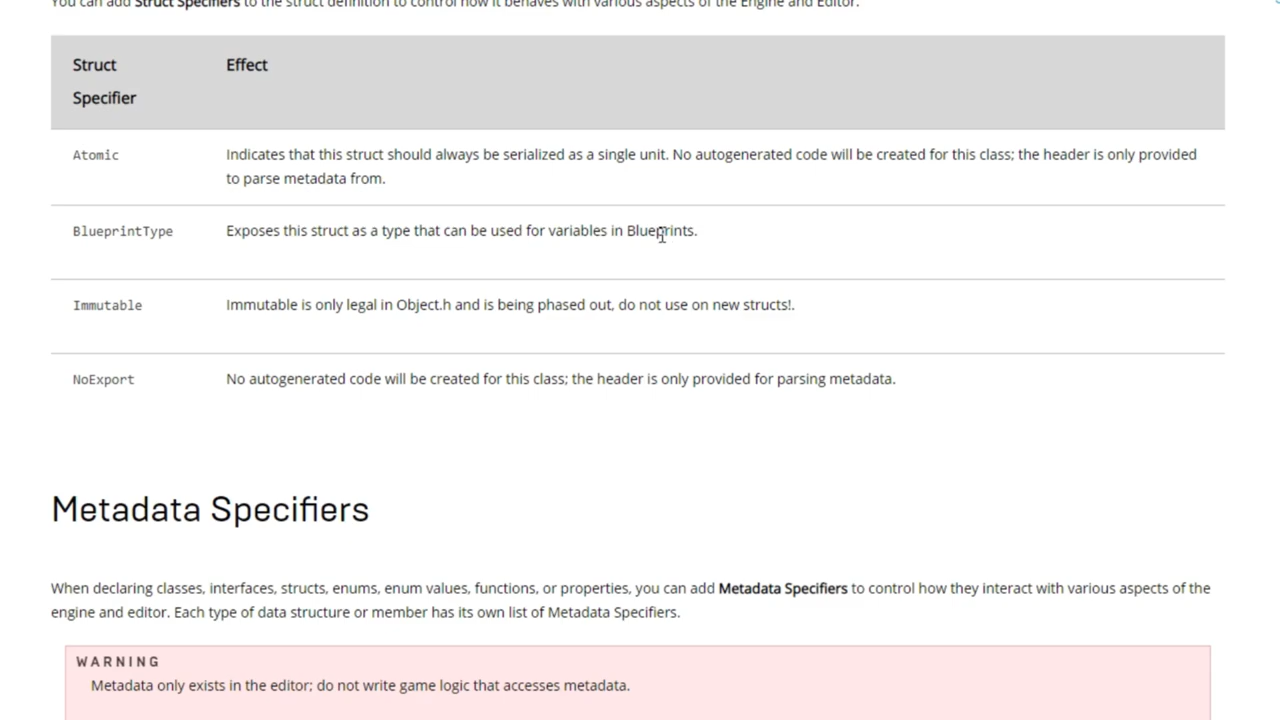 You can add Struct Specifiers to the struct definition to control how it behaves with various aspects of the Engine and Editor.
Struct Specifier
Effect
Atomic
Indicates that this struct should always be serialized as a single unit. No autogenerated code will be created for this class; the header is only provided
to parse metadata from.
BlueprintType
Exposes this struct as a type that can be used for variables in Blueprints.
Immutable
Immutable is only legal in Object.h and is being phased out, do not use on new structs!.
NoExport
No autogenerated code will be created for this class; the header is only provided for parsing metadata.
Metadata Specifiers
When declaring classes, interfaces, structs, enums, enum values, functions, or properties, you can add Metadata Specifiers to control how they interact with various aspects of the
engine and editor. Each type of data structure or member has its own list of Metadata Specifiers.
WARNING
Metadata only exists in the editor; do not write game logic that accesses metadata.